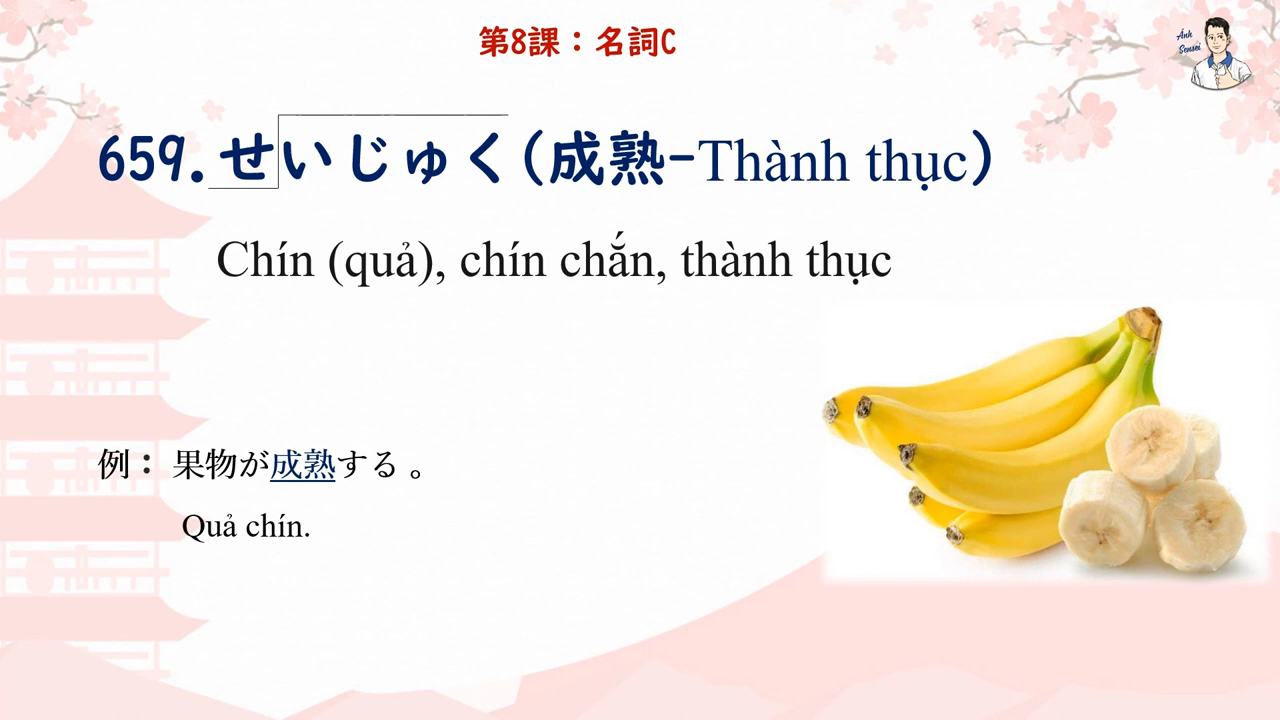 第8課：名詞C
Anh
Sensei
659.せいじゅく(成熟-Thành thục)
Chín (quả), chín chắn, thành thục
例： 果物が成熟する 。
Quả chín.